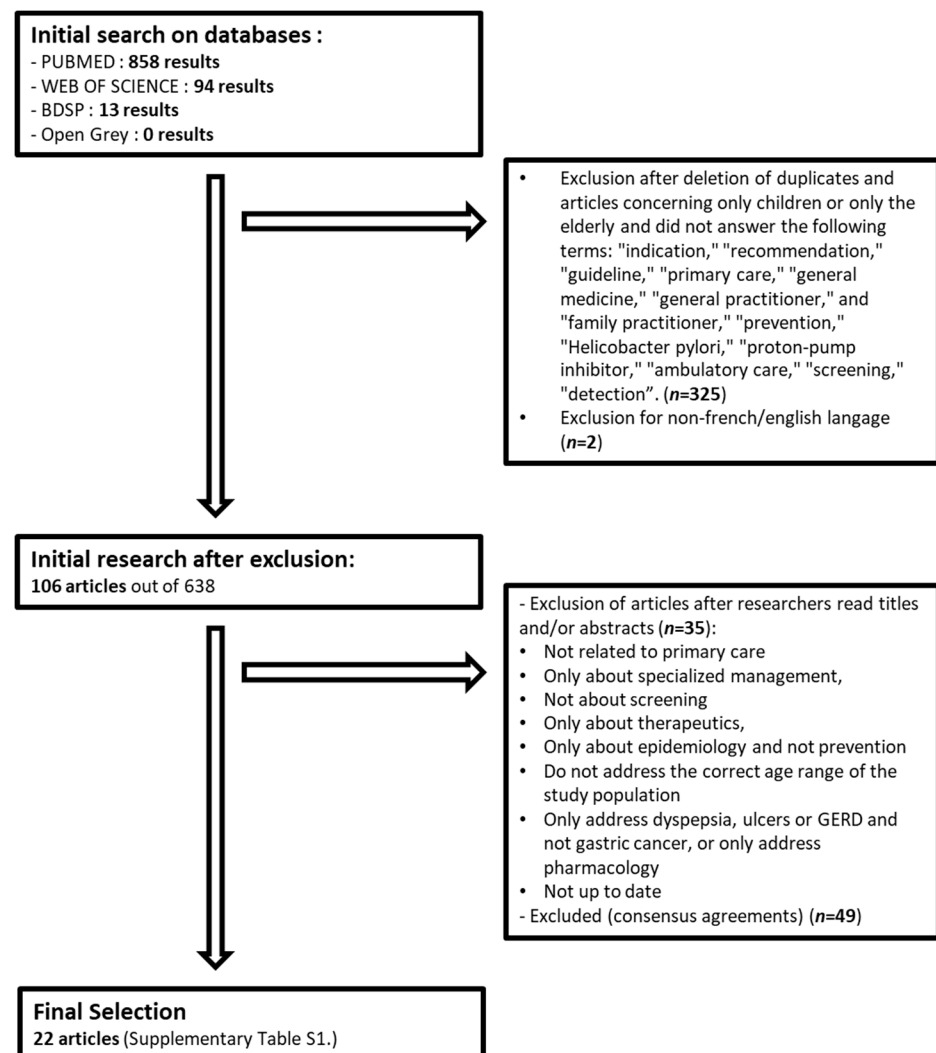 Initial search on databases :
- PUBMED : 858 results
- WEB OF SCIENCE : 94 results
- BDSP : 13 results
- Open Grey : 0 results
• Exclusion after deletion of duplicates and
articles concerning only children or only the
elderly and did not answer the following
terms: "indication," "recommendation,"
"guideline," "primary care," "general
medicine," "general practitioner," and
"family practitioner," "prevention,"
"Helicobacter pylori," "proton-pump
inhibitor," "ambulatory care," "screening,"
"detection”. (n=325)
• Exclusion for non-french/english langage
(n=2)
Initial research after exclusion:
106 articles out of 638
- Exclusion of articles after researchers read titles
and/or abstracts (n=35):
• Not related to primary care
• Only about specialized management,
• Not about screening
• Only about therapeutics,
• Only about epidemiology and not prevention
• Do not address the correct age range of the
study population
• Only address dyspepsia, ulcers or GERD and
not gastric cancer, or only address
pharmacology
• Not up to date
- Excluded (consensus agreements) (n=49)
Final Selection
22 articles (Supplementary Table S1.)